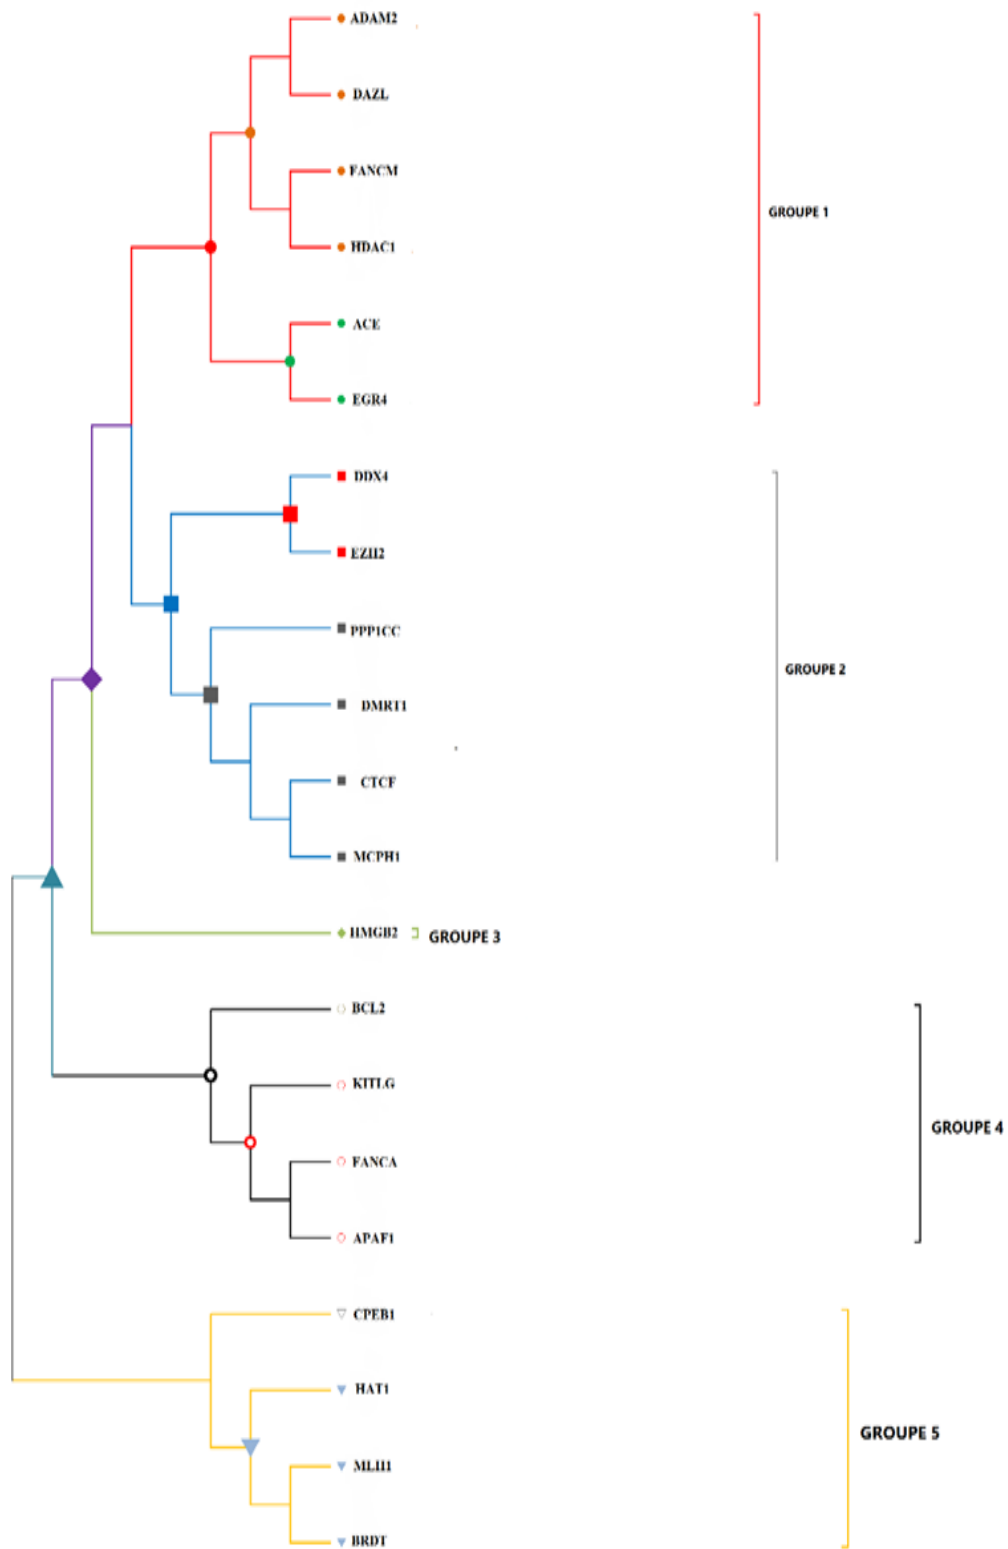 ADAM2
DAZL
FANCM
HDAC1
GROUPE 1
ACE
EGR4
DDX4
EZH2
PPP1CC
GROUPE 2
DMRT1
CTCF
MCPH1
HMGB2
GROUPE 3
BCL2
KITLG
GROUPE 4
FANCA
APAF1
CPEB1
HAT1
GROUPE 5
MLH1
BRDT